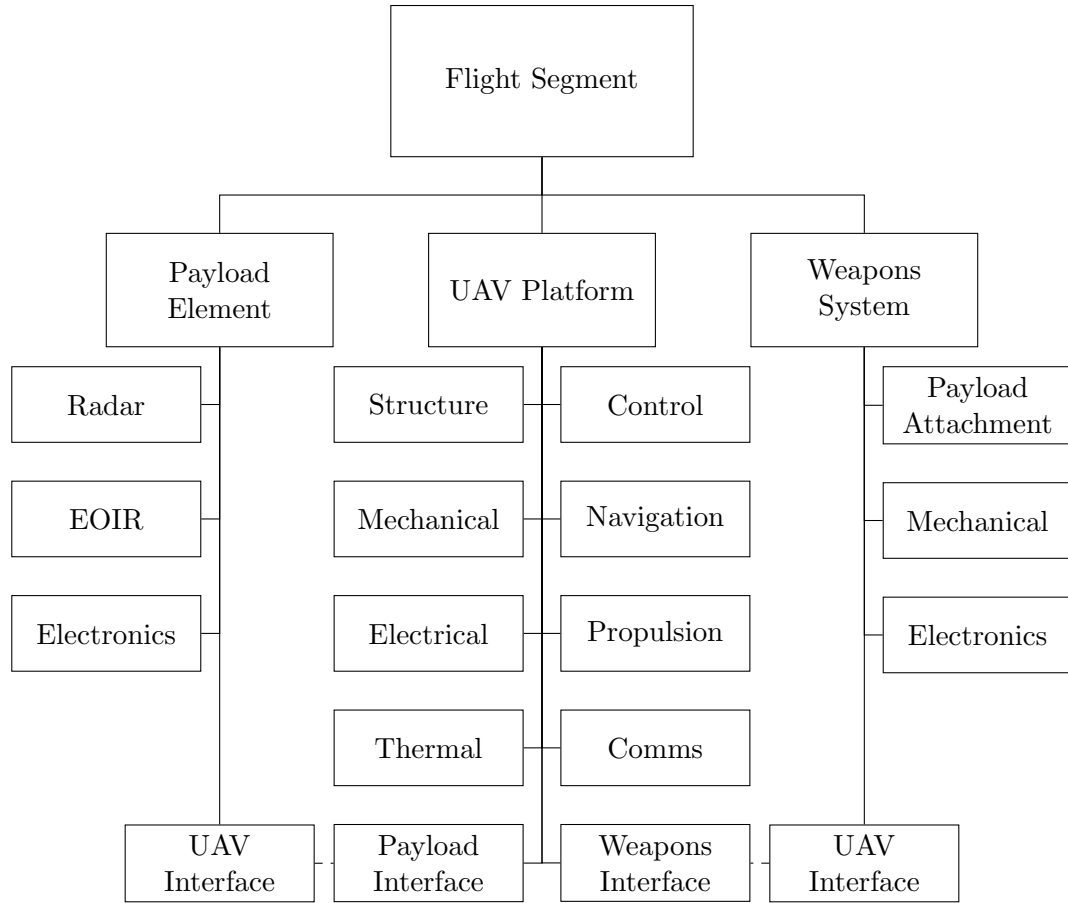 Flight Segment
Payload
Element
UAV Platform
Weapons
System
Radar
Structure
Control
Payload
Attachment
EOIR
Mechanical
Navigation
Mechanical
Electronics
Electrical
Propulsion
Electronics
Thermal
Comms
UAV
Interface
Payload
Interface
Weapons
Interface
UAV
Interface